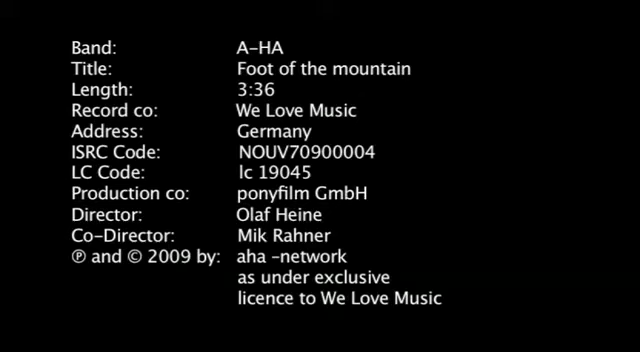 Band: A-HA
Title: Foot of the mountain
Length: 3:36
Record co: We Love Music
Address: Germany
ISRC Code: NOUV70900004
LC Code: lc 19045
Production co: ponyfilm GmbH
Director: Olaf Heine
Co-Director: Mik Rahner
℗ and © 2009 by: aha -network
as under exclusive
licence to We Love Music